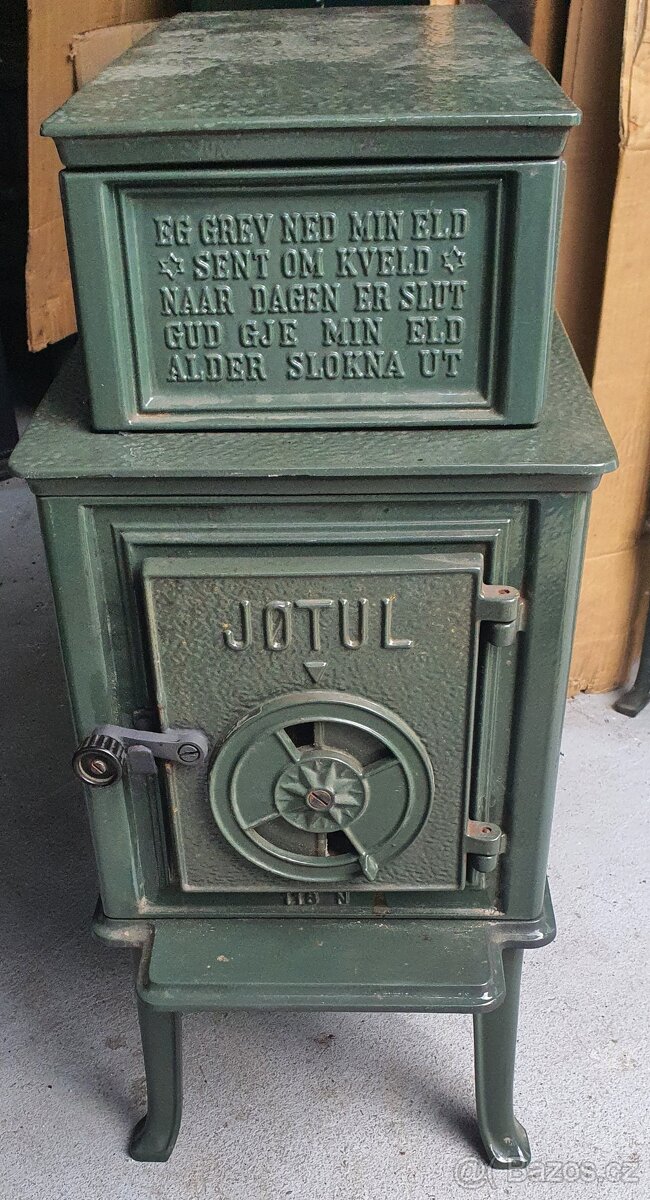 EG GREV NED MIN ELD
SENT OM KVELD
NAAR DAGEN ER SLUT
GUD GJE MIN ELD
ALDER SLOKNA UT
JØTUL
118 N
Bazos.cz